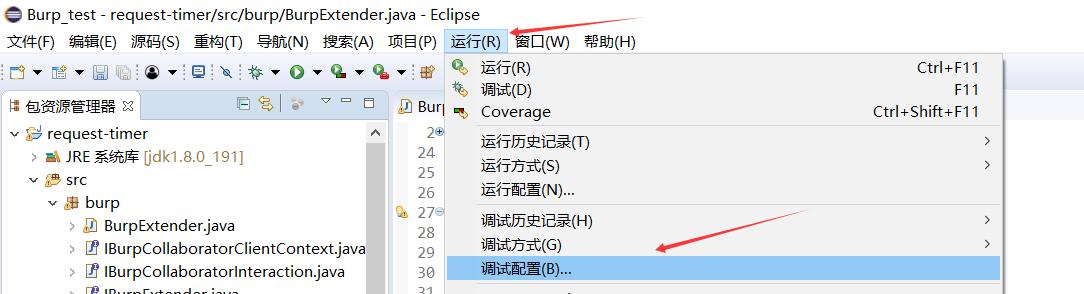 Burp_test - request-timer/src/burp/BurpExtender.java - Eclipse
文件(F) 编辑(E) 源码(S) 重构(T) 导航(N) 搜索(A) 项目(P) 运行(R) 窗口(W) 帮助(H)
包资源管理器
request-timer
JRE 系统库 [jdk1.8.0_191]
src
burp
BurpExtender.java
IBurpCollaboratorClientContext.java
IBurpCollaboratorInteraction.java
IBurpExtender.java
Bur
2
24
25
26
27
28
29
30
31
运行(R) Ctrl+F11
调试(D) F11
Coverage Ctrl+Shift+F11
运行历史记录(T)
运行方式(S)
运行配置(N)...
调试历史记录(H)
调试方式(G)
调试配置(B)...